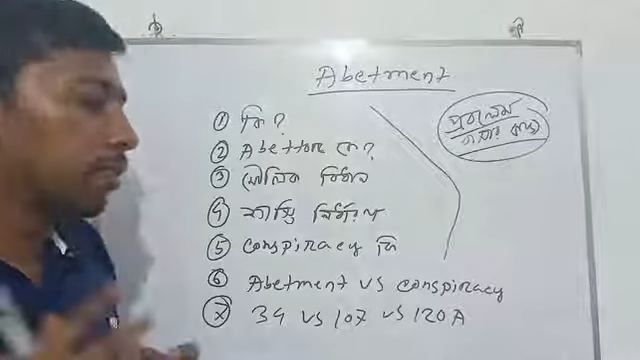 Abetment
① কি?
② Abettor কে?
③ মৌলিক বিধান
④ শাস্তি নির্ধারণ
⑤ conspiracy কি
⑥ Abetment vs conspiracy
⑦ 34 vs 107 vs 120A
প্রবলেম